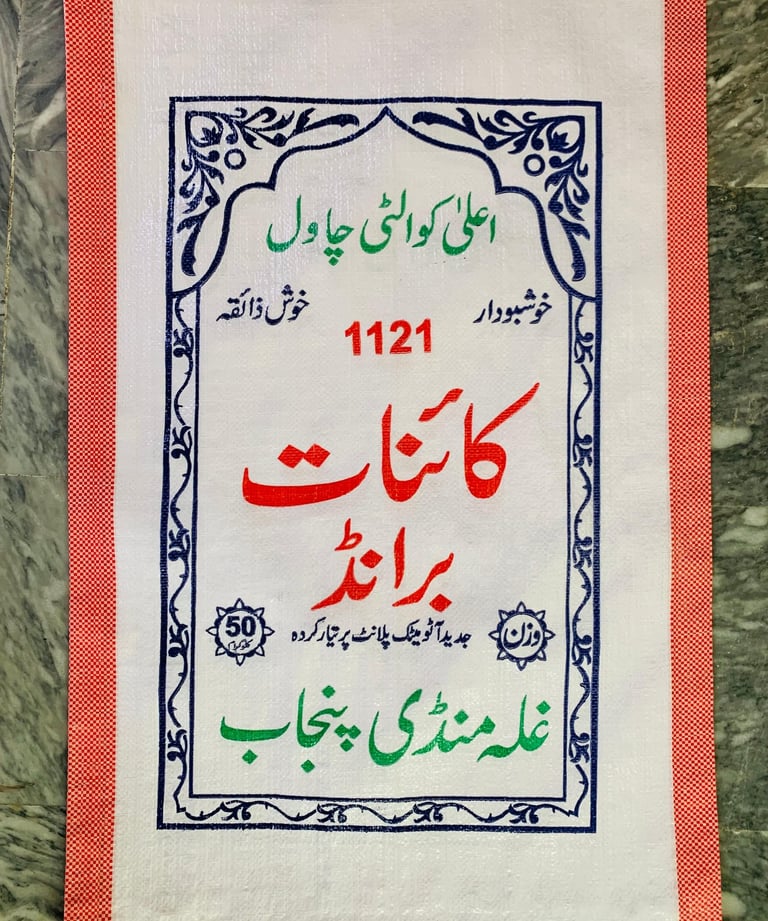 اعلیٰ کوالٹی چاول
خوشبودار خوش ذائقہ
1121
کائنات
برانڈ
جدید آٹومیٹک پلانٹ پر تیار کردہ
وزن 50 کلوگرام
غلہ منڈی پنجاب